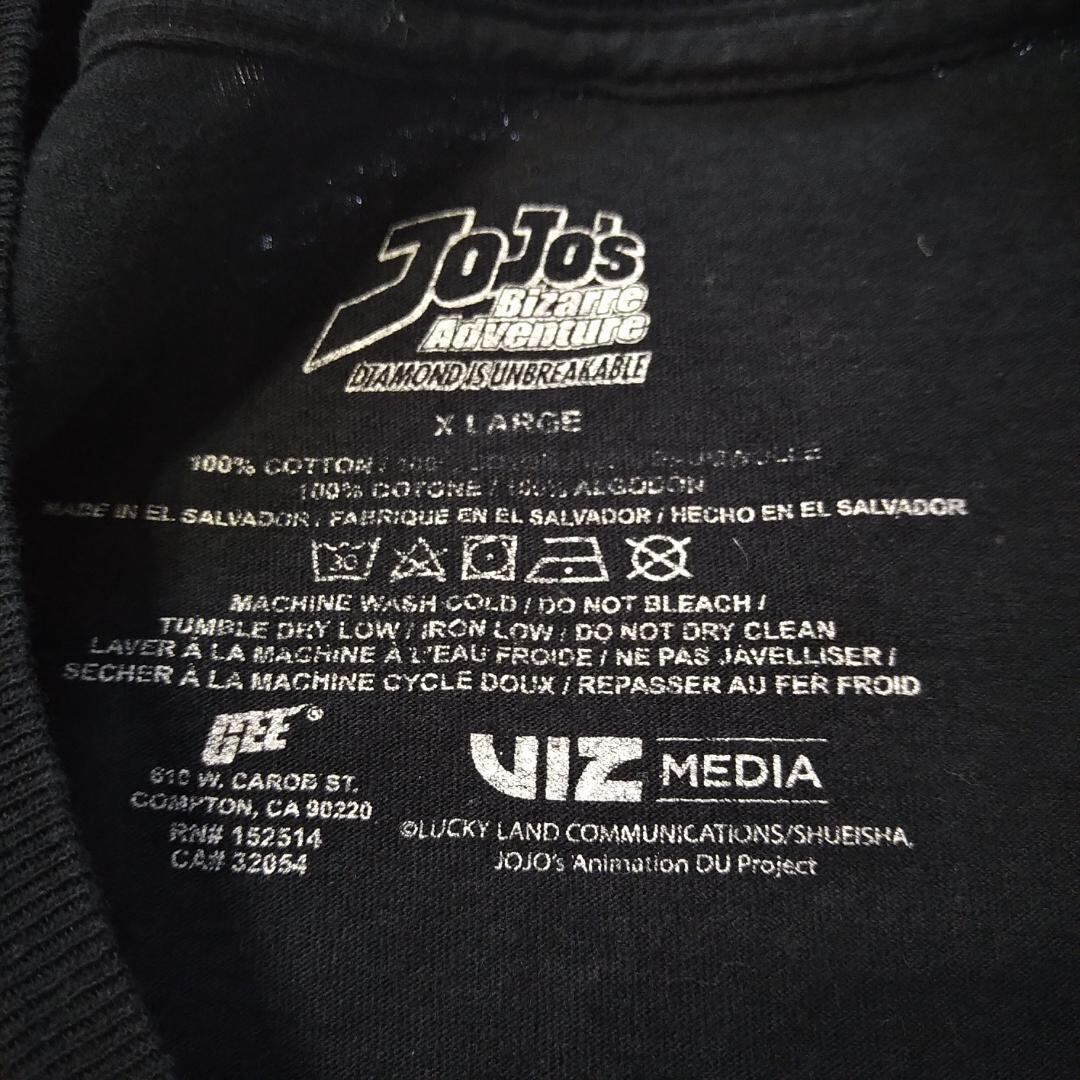 JoJo's
Bizarre
Adventure
DIAMOND IS UNBREAKABLE
X LARGE
100% COTTON /
100% COTONE / 100% ALGODON
MADE IN EL SALVADOR / FABRIQUE EN EL SALVADOR / HECHO EN EL SALVADOR
30
MACHINE WASH COLD / DO NOT BLEACH /
TUMBLE DRY LOW / IRON LOW / DO NOT DRY CLEAN
LAVER À LA MACHINE À L'EAU FROIDE / NE PAS JAVELLISER /
SECHER À LA MACHINE CYCLE DOUX / REPASSER AU FER FROID
GEE®
610 W. CAROB ST.
COMPTON, CA 90220
RN# 152514
CA# 32054
VIZ MEDIA
©LUCKY LAND COMMUNICATIONS/SHUEISHA,
JOJO's Animation DU Project